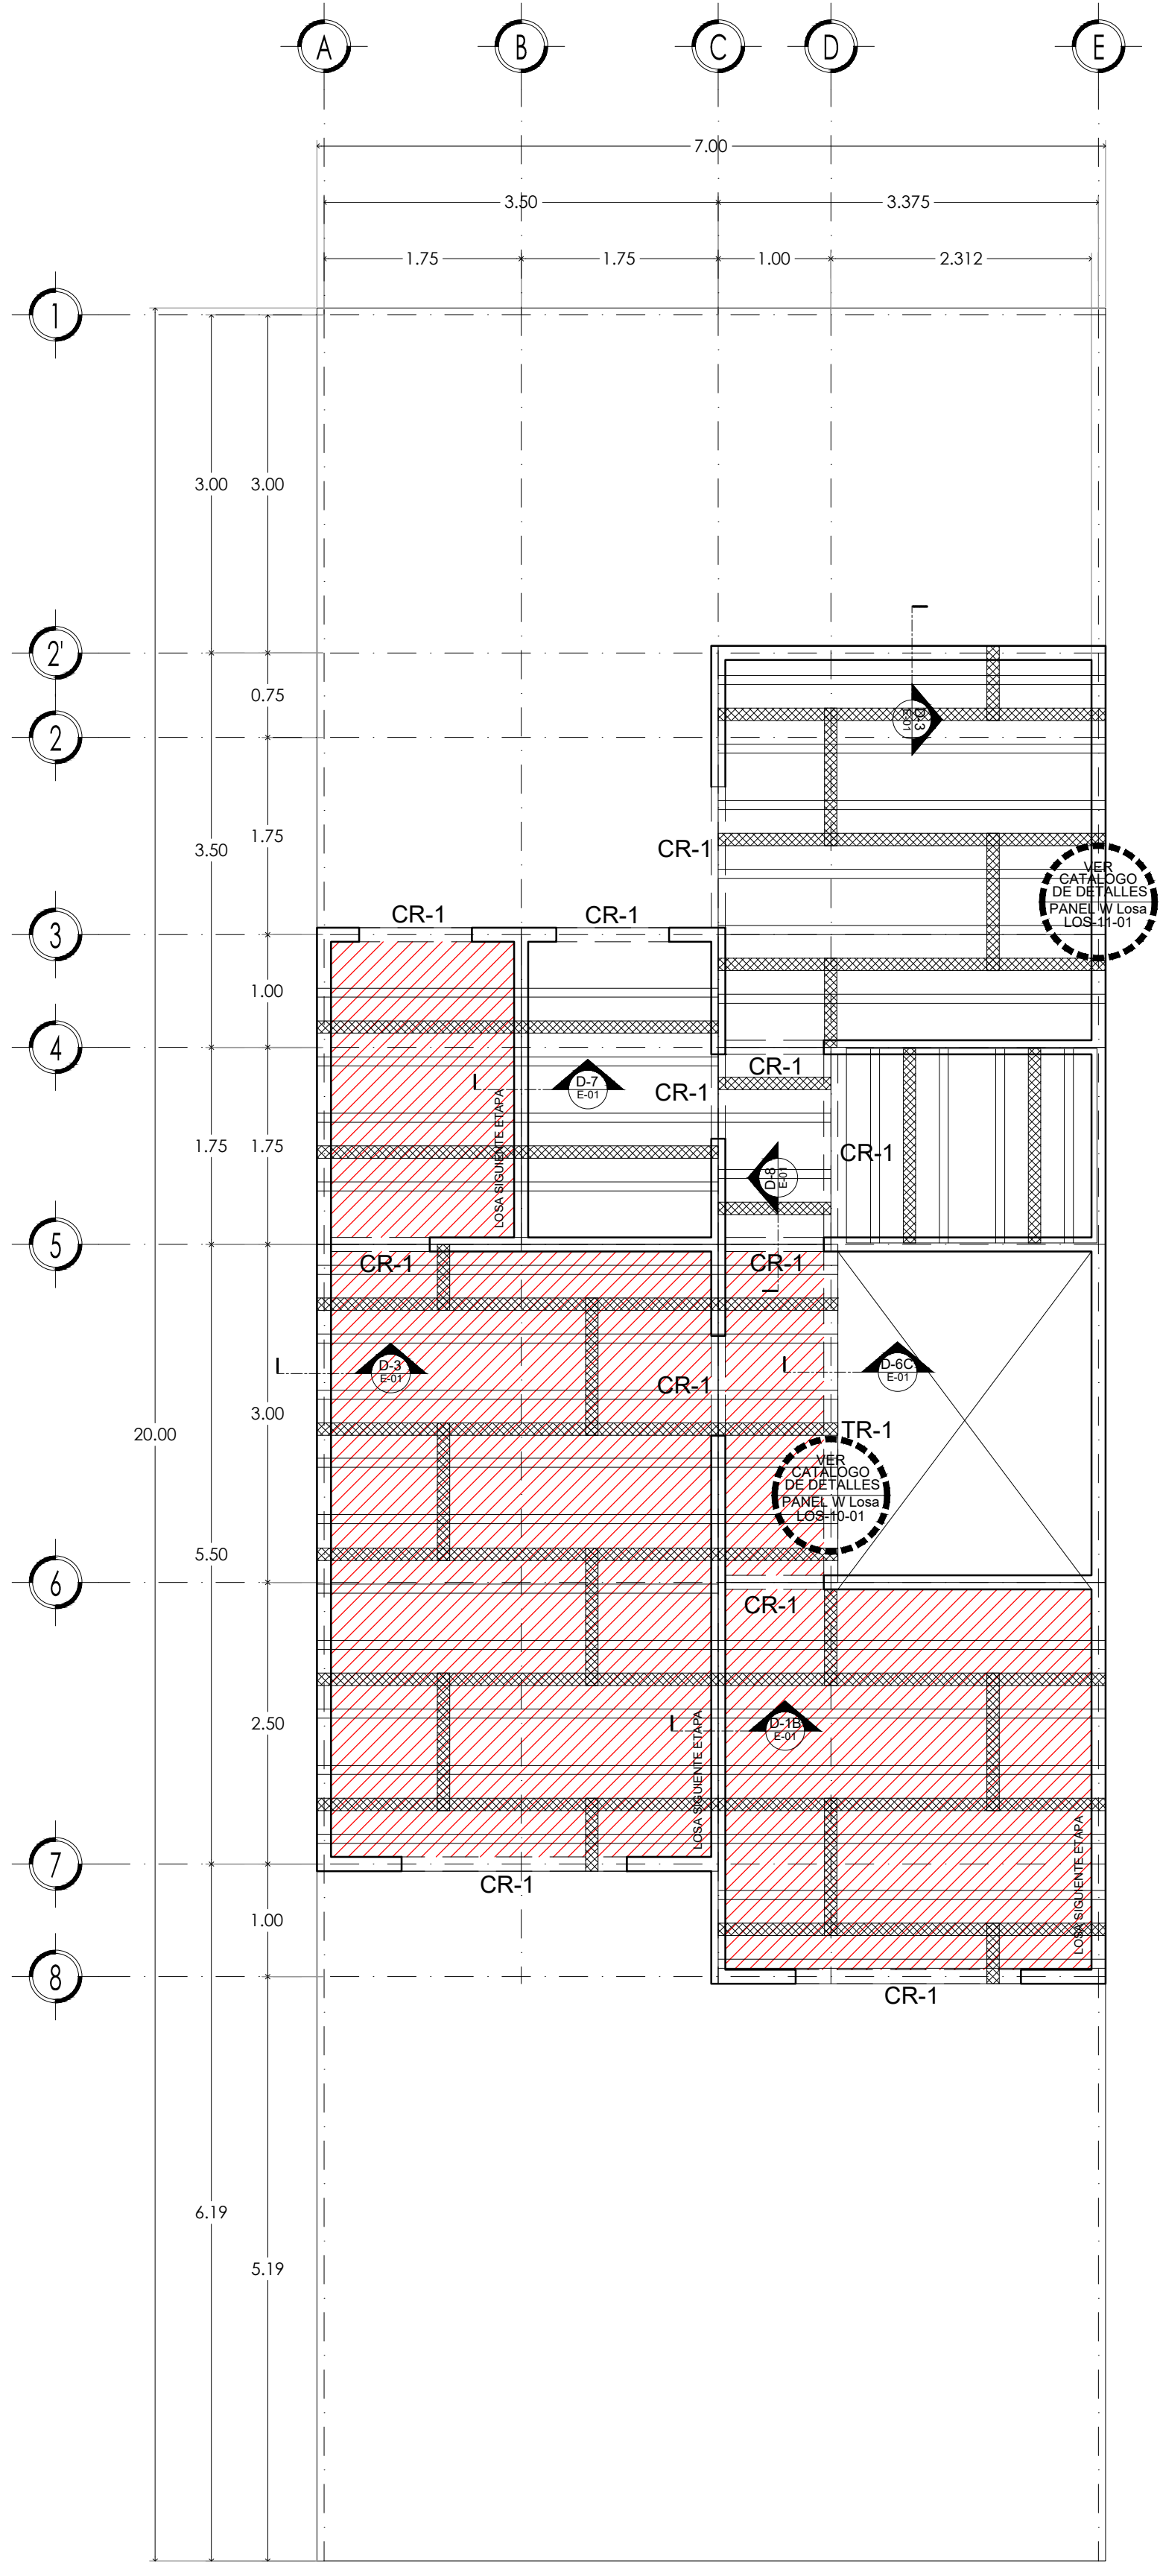 A B C D E
7.00
3.50 3.375
1.75 1.75 1.00 2.312
1
3.00 3.00
2'
0.75
2
D-3
E-01
1.75
3.50
CR-1
VER
CATALOGO
DE DETALLES
PANEL W Losa
LOS-11-01
CR-1 CR-1
3
1.00
4
CR-1
D-7
E-01
CR-1
LOSA SIGUIENTE ETAPA
1.75 1.75
CR-1
D-8
E-01
5
CR-1 CR-1
D-3
E-01
D-6C
E-01
CR-1
3.00
TR-1
20.00
VER
CATALOGO
DE DETALLES
PANEL W Losa
LOS-10-01
5.50
6
CR-1
2.50
D-1B
E-01
LOSA SIGUIENTE ETAPA
LOSA SIGUIENTE ETAPA
7
CR-1
1.00
8
CR-1
6.19
5.19